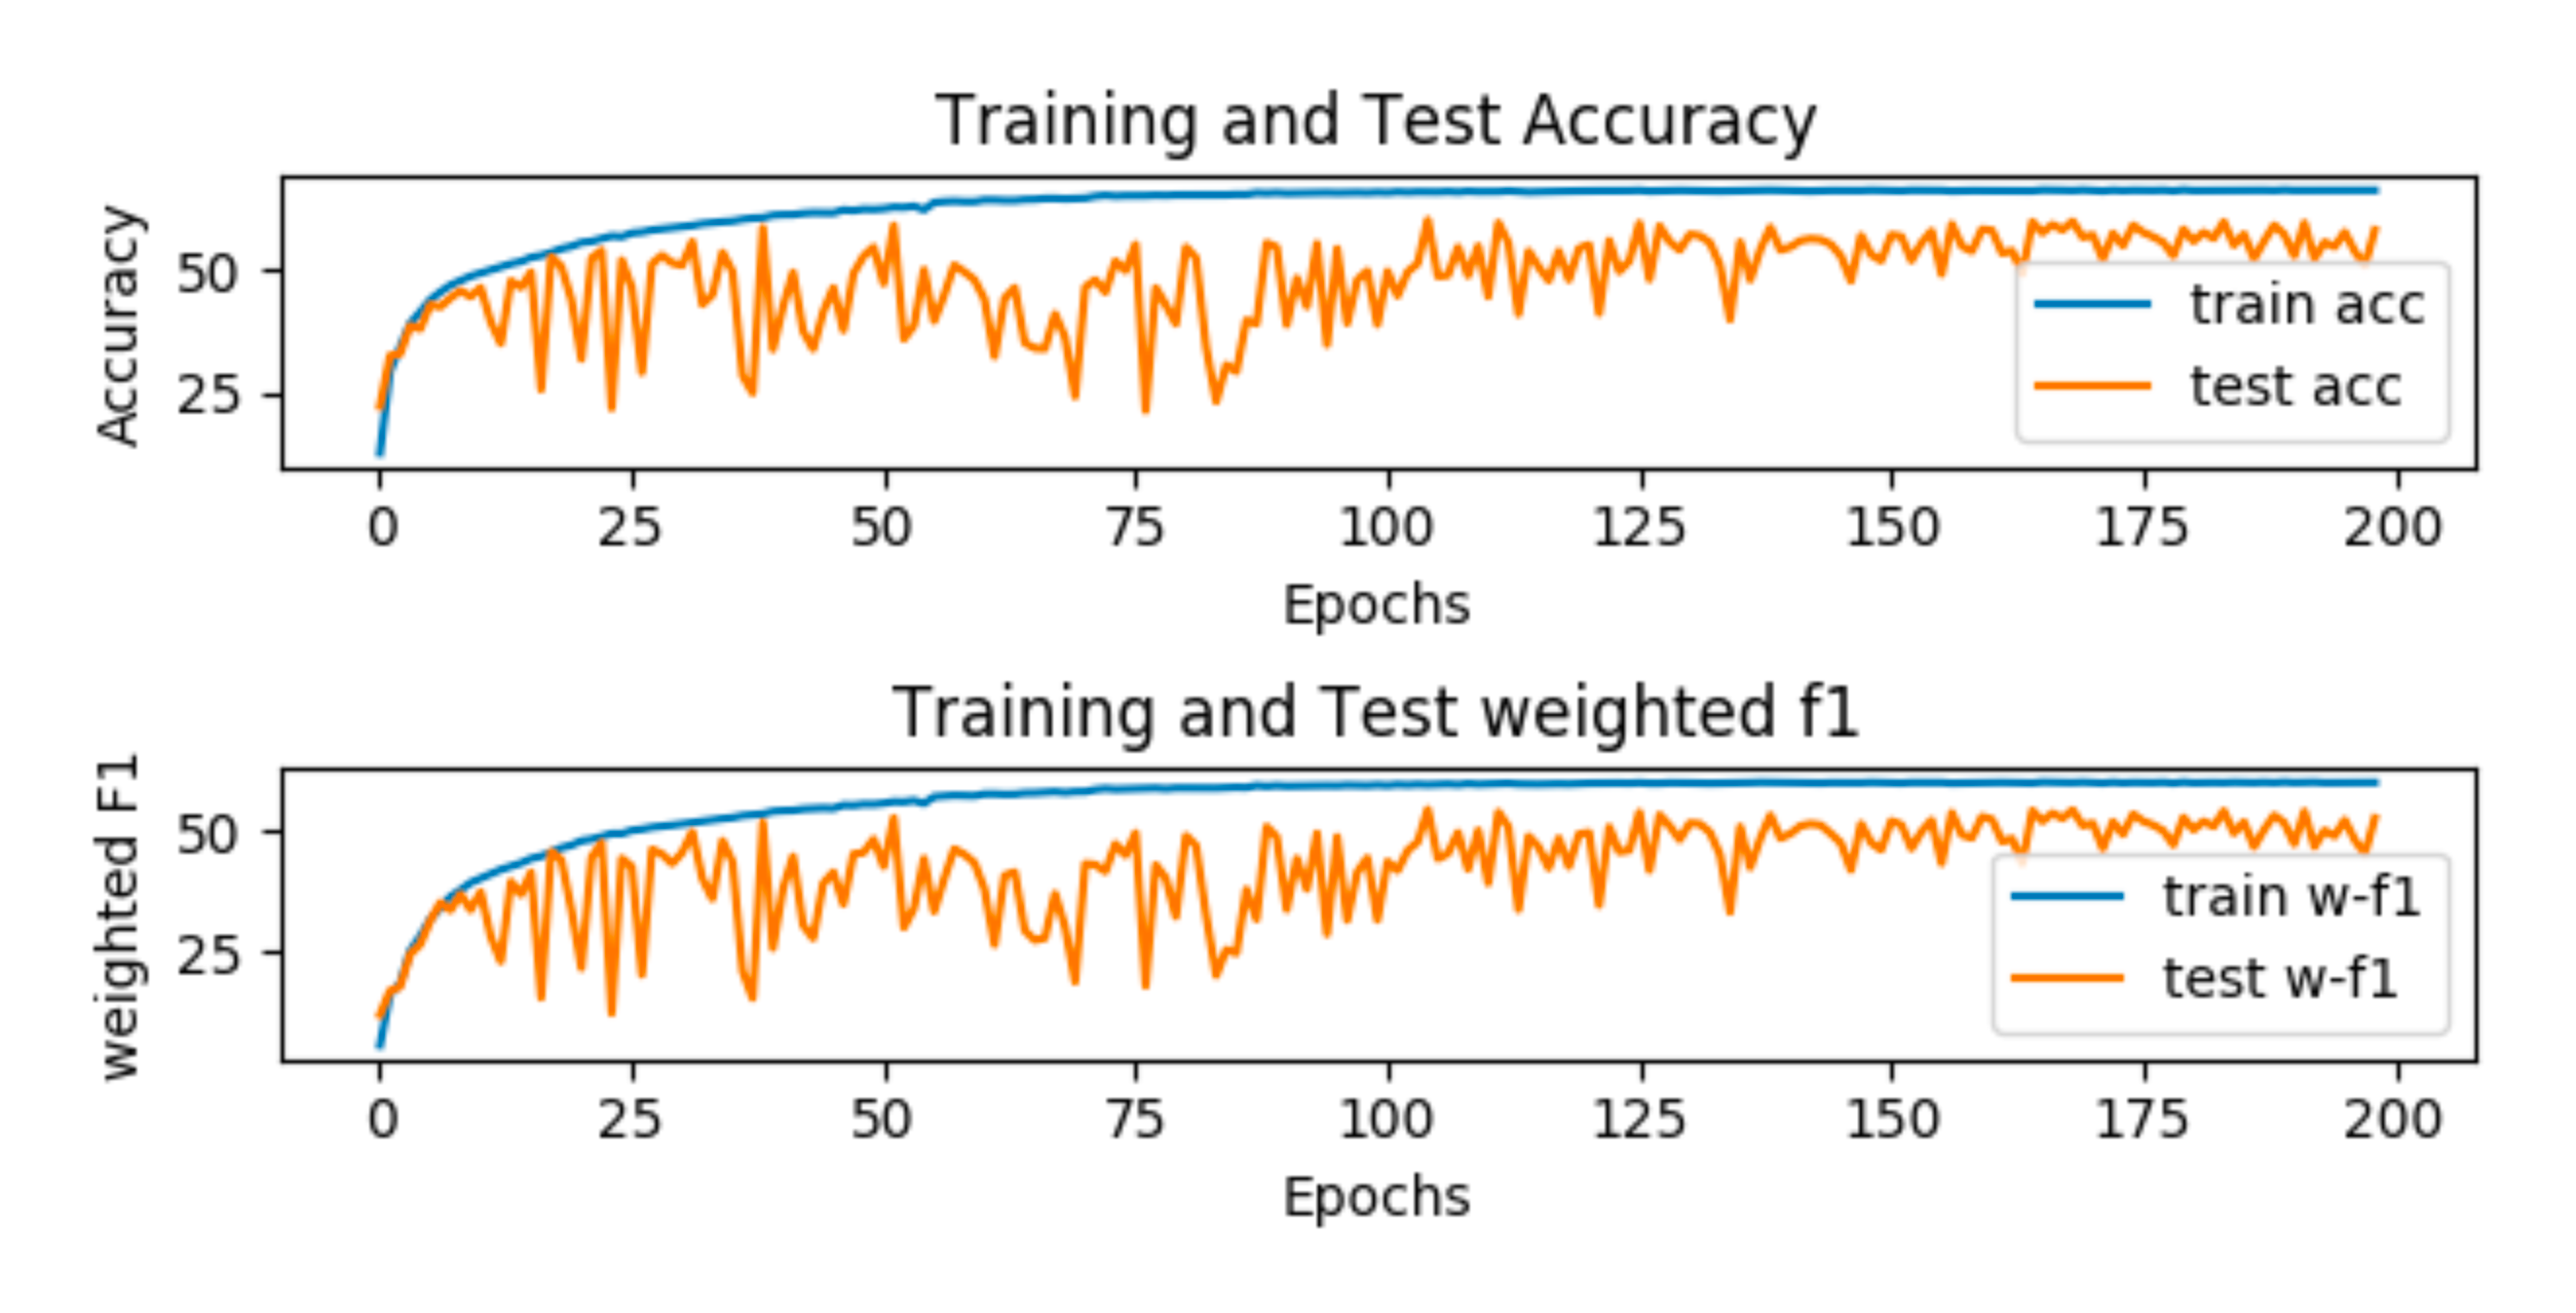 Training and Test Accuracy
Accuracy
50
25
train acc
test acc
0 25 50 75 100 125 150 175 200
Epochs
Training and Test weighted f1
weighted F1
50
25
train w-f1
test w-f1
0 25 50 75 100 125 150 175 200
Epochs